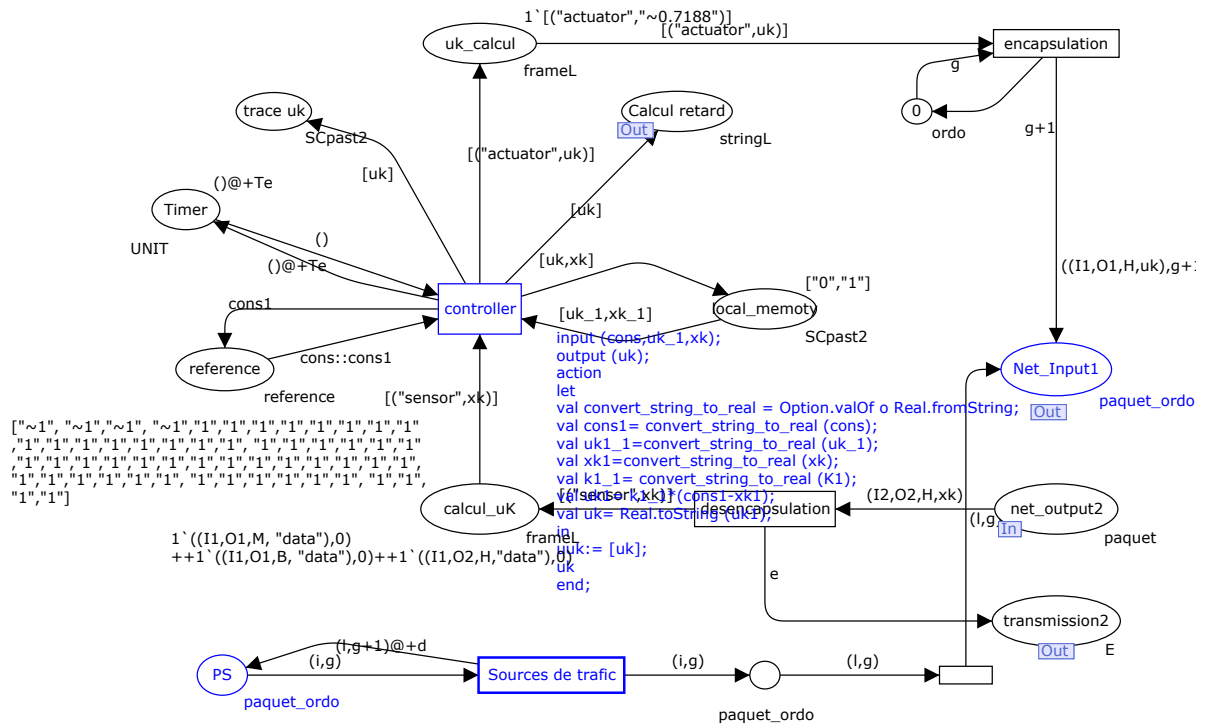 1`[("actuator","~0.7188")]
[("actuator",uk)]
uk_calcul
encapsulation
frameL
g
trace uk
SCpast2
Calcul retard
Out
stringL
0
ordo
g+1
[("actuator",uk)]
[uk]
()@+Te
Timer
UNIT
[uk]
()
()@+Te
[uk,xk]
((I1,O1,H,uk),g+1
["0","1"]
cons1
controller
local_memoty
[uk_1,xk_1]
SCpast2
input (cons,uk_1,xk);
output (uk);
action
let
val convert_string_to_real = Option.valOf o Real.fromString;
val cons1= convert_string_to_real (cons);
val uk1_1=convert_string_to_real (uk_1);
val xk1=convert_string_to_real (xk);
val k1_1= convert_string_to_real (K1);
val uk1= k1_1*(cons1-xk1);
val uk= Real.toString (uk1);
in
uuk:= [uk];
uk
end;
reference
cons::cons1
reference
Net_Input1
Out
paquet_ordo
[("sensor",xk)]
["~1", "~1","~1", "~1","1","1","1","1","1","1","1","1"
,"1","1","1","1","1","1","1","1", "1","1","1","1","1","1"
,"1","1","1","1","1","1","1","1","1","1","1","1","1","1",
"1","1","1","1","1","1", "1","1","1","1","1","1","1","1",
"1","1"]
calcul_uK
frameL
[("sensor",xk)]
desencapsulation
(I2,O2,H,xk)
net_output2
(l,g)
In
paquet
1`((I1,O1,M, "data"),0)
++1`((I1,O1,B, "data"),0)++1`((I1,O2,H,"data"),0)
e
transmission2
Out
E
(l,g+1)@+d
PS
(i,g)
paquet_ordo
Sources de trafic
(i,g)
(l,g)
paquet_ordo